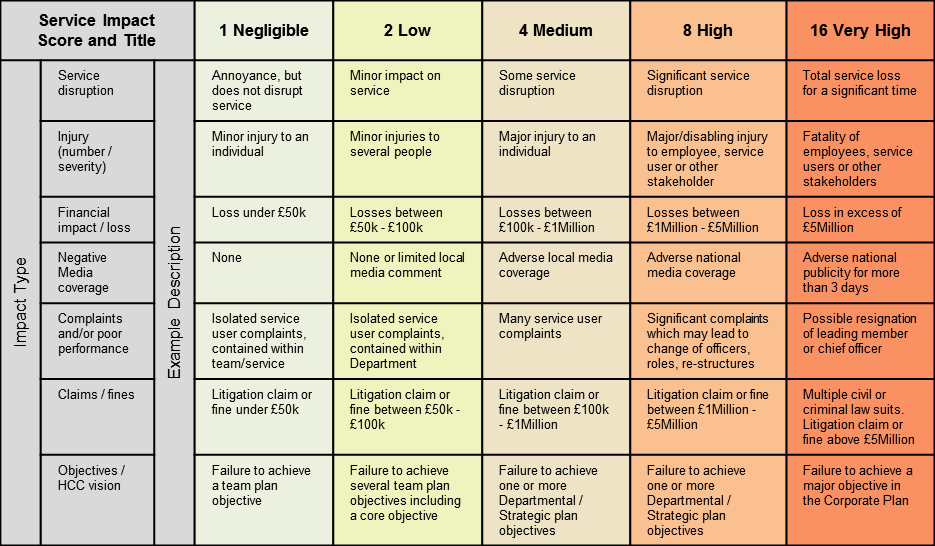 Service Impact
Score and Title
1 Negligible
2 Low
4 Medium
8 High
16 Very High
Impact Type
Example Description
Service
disruption
Annoyance, but
does not disrupt
service
Minor impact on
service
Some service
disruption
Significant service
disruption
Total service loss
for a significant time
Injury
(number /
severity)
Minor injury to an
individual
Minor injuries to
several people
Major injury to an
individual
Major/disabling injury
to employee, service
user or other
stakeholder
Fatality of
employees, service
users or other
stakeholders
Financial
impact / loss
Loss under £50k
Losses between
£50k - £100k
Losses between
£100k - £1Million
Losses between
£1Million - £5Million
Loss in excess of
£5Million
Negative
Media
coverage
None
None or limited local
media comment
Adverse local media
coverage
Adverse national
media coverage
Adverse national
publicity for more
than 3 days
Complaints
and/or poor
performance
Isolated service
user complaints,
contained within
team/service
Isolated service
user complaints,
contained within
Department
Many service user
complaints
Significant complaints
which may lead to
change of officers,
roles, re-structures
Possible resignation
of leading member
or chief officer
Claims / fines
Litigation claim or
fine under £50k
Litigation claim or
fine between £50k -
£100k
Litigation claim or
fine between £100k
- £1Million
Litigation claim or fine
between £1Million -
£5Million
Multiple civil or
criminal law suits.
Litigation claim or
fine above £5Million
Objectives /
HCC vision
Failure to achieve
a team plan
objective
Failure to achieve
several team plan
objectives including
a core objective
Failure to achieve
one or more
Departmental /
Strategic plan
objectives
Failure to achieve
one or more
Departmental /
Strategic plan
objectives
Failure to achieve a
major objective in
the Corporate Plan